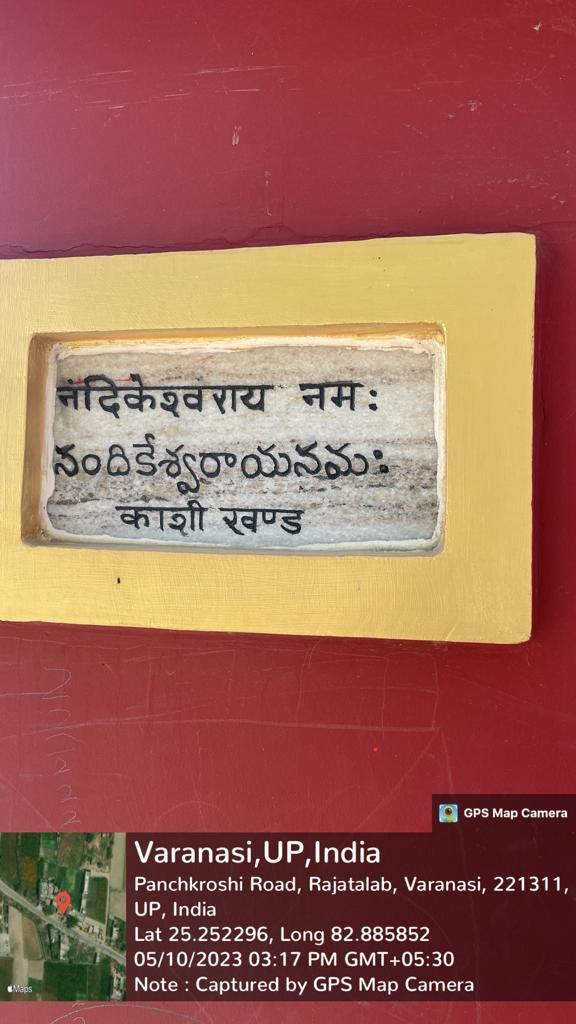 नंदिकेश्वराय नमः
నందికేశ్వరాయనమః
काशी खण्ड
GPS Map Camera
Varanasi,UP,India
Panchkroshi Road, Rajatalab, Varanasi, 221311,
UP, India
Lat 25.252296, Long 82.885852
05/10/2023 03:17 PM GMT+05:30
Note : Captured by GPS Map Camera
Maps